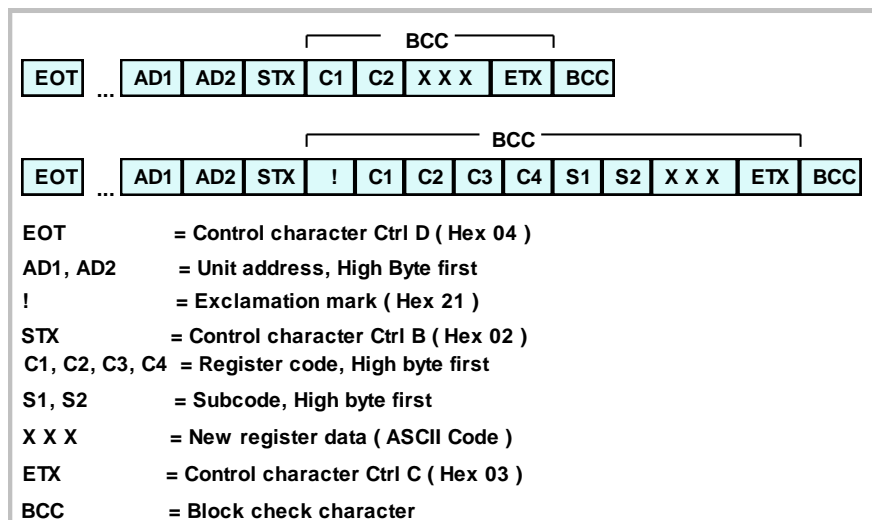 BCC
EOT ... AD1 AD2 STX C1 C2 X X X ETX BCC
BCC
EOT ... AD1 AD2 STX ! C1 C2 C3 C4 S1 S2 X X X ETX BCC
EOT = Control character Ctrl D ( Hex 04 )
AD1, AD2 = Unit address, High Byte first
! = Exclamation mark ( Hex 21 )
STX = Control character Ctrl B ( Hex 02 )
C1, C2, C3, C4 = Register code, High byte first
S1, S2 = Subcode, High byte first
X X X = New register data ( ASCII Code )
ETX = Control character Ctrl C ( Hex 03 )
BCC = Block check character